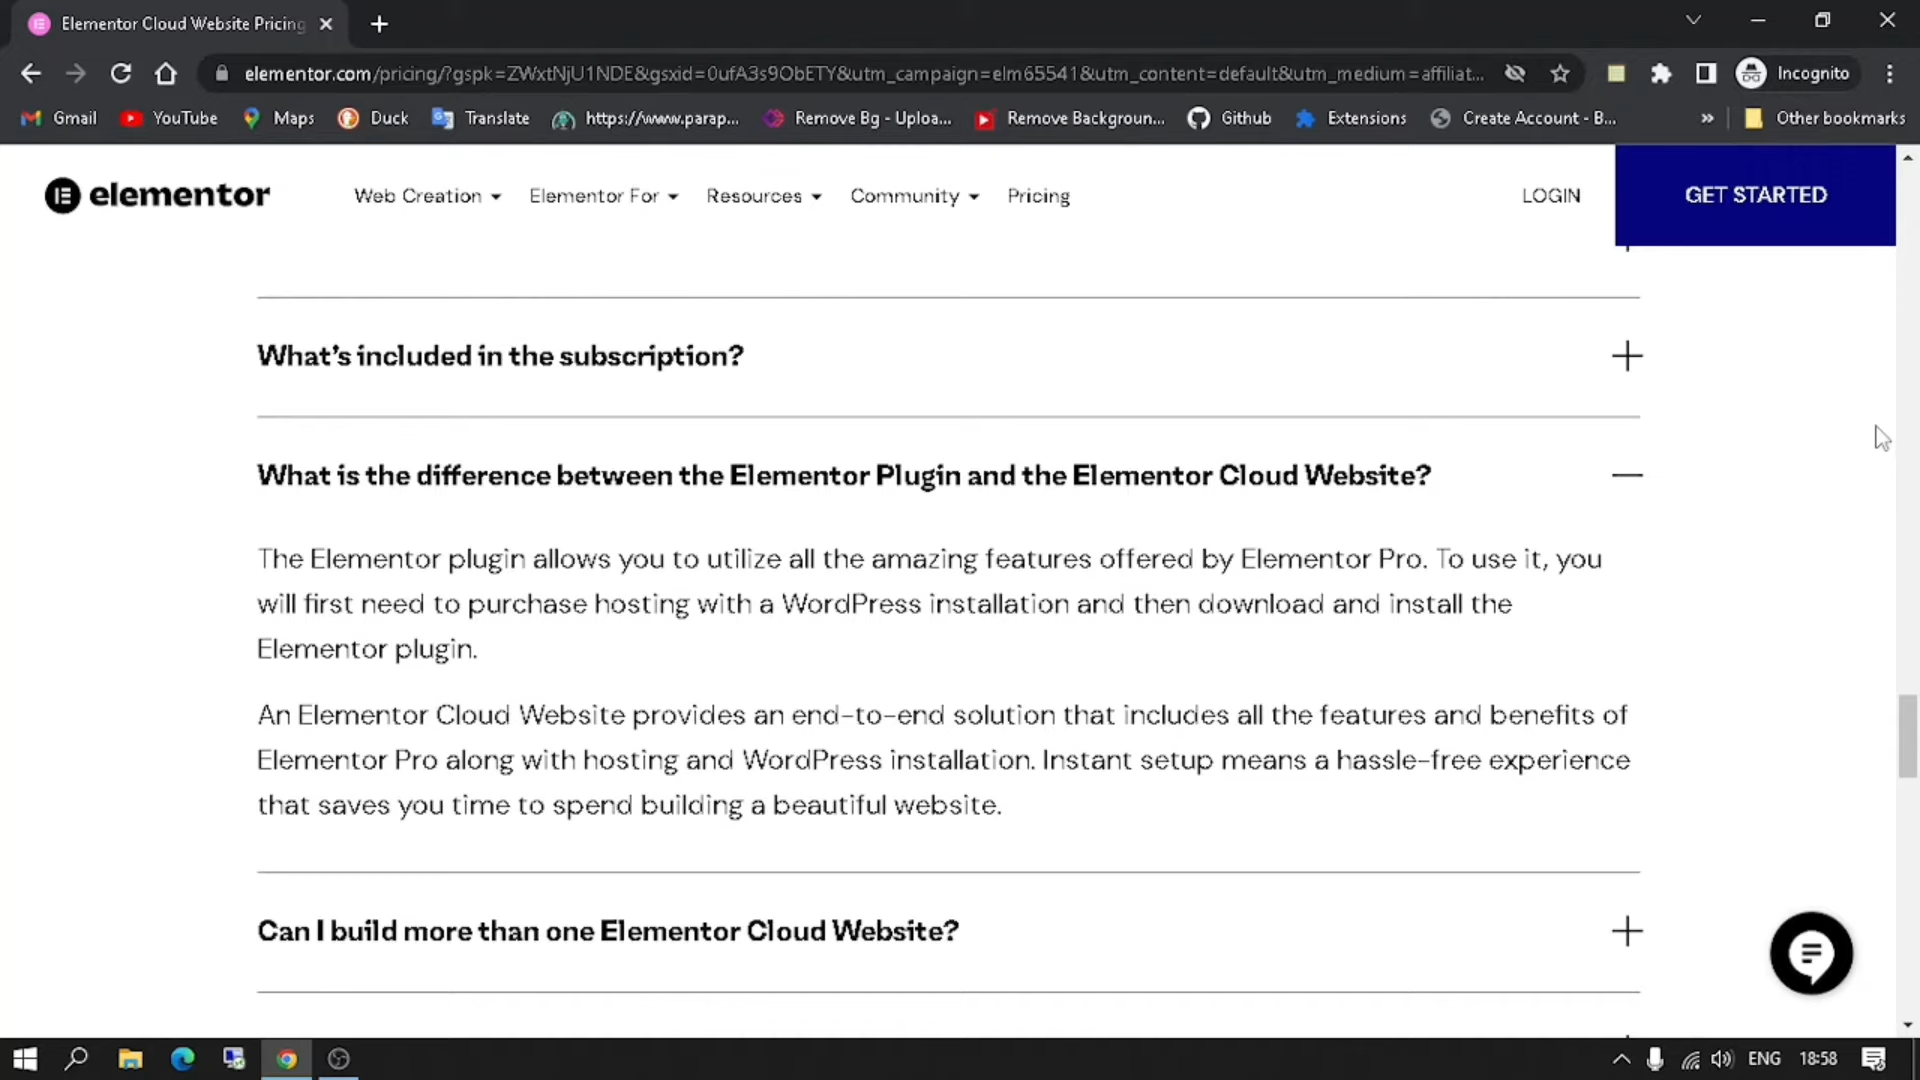 Elementor Cloud Website Pricing
elementor.com/pricing/?gspk=ZWxtNjU1NDE&gsxid=0ufA3s9ObETY&utm_campaign=elm65541&utm_content=default&utm_medium=affiliat...
Incognito
Gmail YouTube Maps Duck Translate https://www.parap... Remove Bg - Uploa... Remove Backgroun... Github Extensions Create Account - B... » Other bookmarks
elementor Web Creation Elementor For Resources Community Pricing LOGIN GET STARTED
What's included in the subscription?
What is the difference between the Elementor Plugin and the Elementor Cloud Website?
The Elementor plugin allows you to utilize all the amazing features offered by Elementor Pro. To use it, you
will first need to purchase hosting with a WordPress installation and then download and install the
Elementor plugin.
An Elementor Cloud Website provides an end-to-end solution that includes all the features and benefits of
Elementor Pro along with hosting and WordPress installation. Instant setup means a hassle-free experience
that saves you time to spend building a beautiful website.
Can I build more than one Elementor Cloud Website?
ENG 18:58